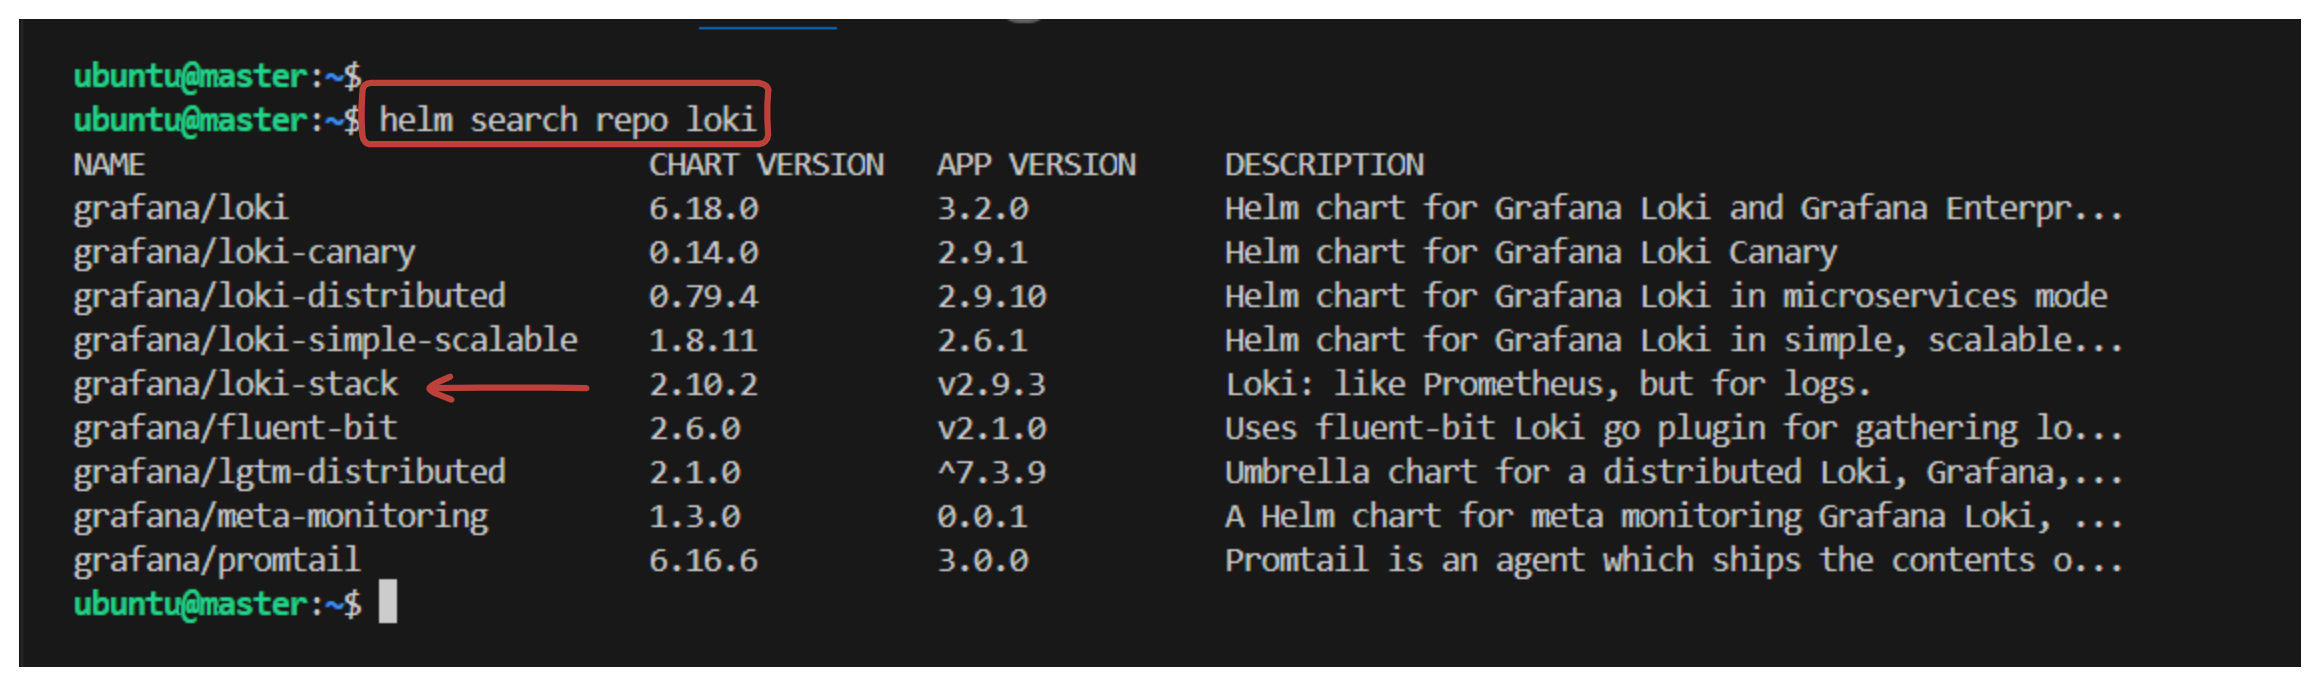 ubuntu@master:~$
ubuntu@master:~$ helm search repo loki
NAME CHART VERSION APP VERSION DESCRIPTION
grafana/loki 6.18.0 3.2.0 Helm chart for Grafana Loki and Grafana Enterpr...
grafana/loki-canary 0.14.0 2.9.1 Helm chart for Grafana Loki Canary
grafana/loki-distributed 0.79.4 2.9.10 Helm chart for Grafana Loki in microservices mode
grafana/loki-simple-scalable 1.8.11 2.6.1 Helm chart for Grafana Loki in simple, scalable...
grafana/loki-stack 2.10.2 v2.9.3 Loki: like Prometheus, but for logs.
grafana/fluent-bit 2.6.0 v2.1.0 Uses fluent-bit Loki go plugin for gathering lo...
grafana/lgtm-distributed 2.1.0 ^7.3.9 Umbrella chart for a distributed Loki, Grafana,...
grafana/meta-monitoring 1.3.0 0.0.1 A Helm chart for meta monitoring Grafana Loki, ...
grafana/promtail 6.16.6 3.0.0 Promtail is an agent which ships the contents o...
ubuntu@master:~$